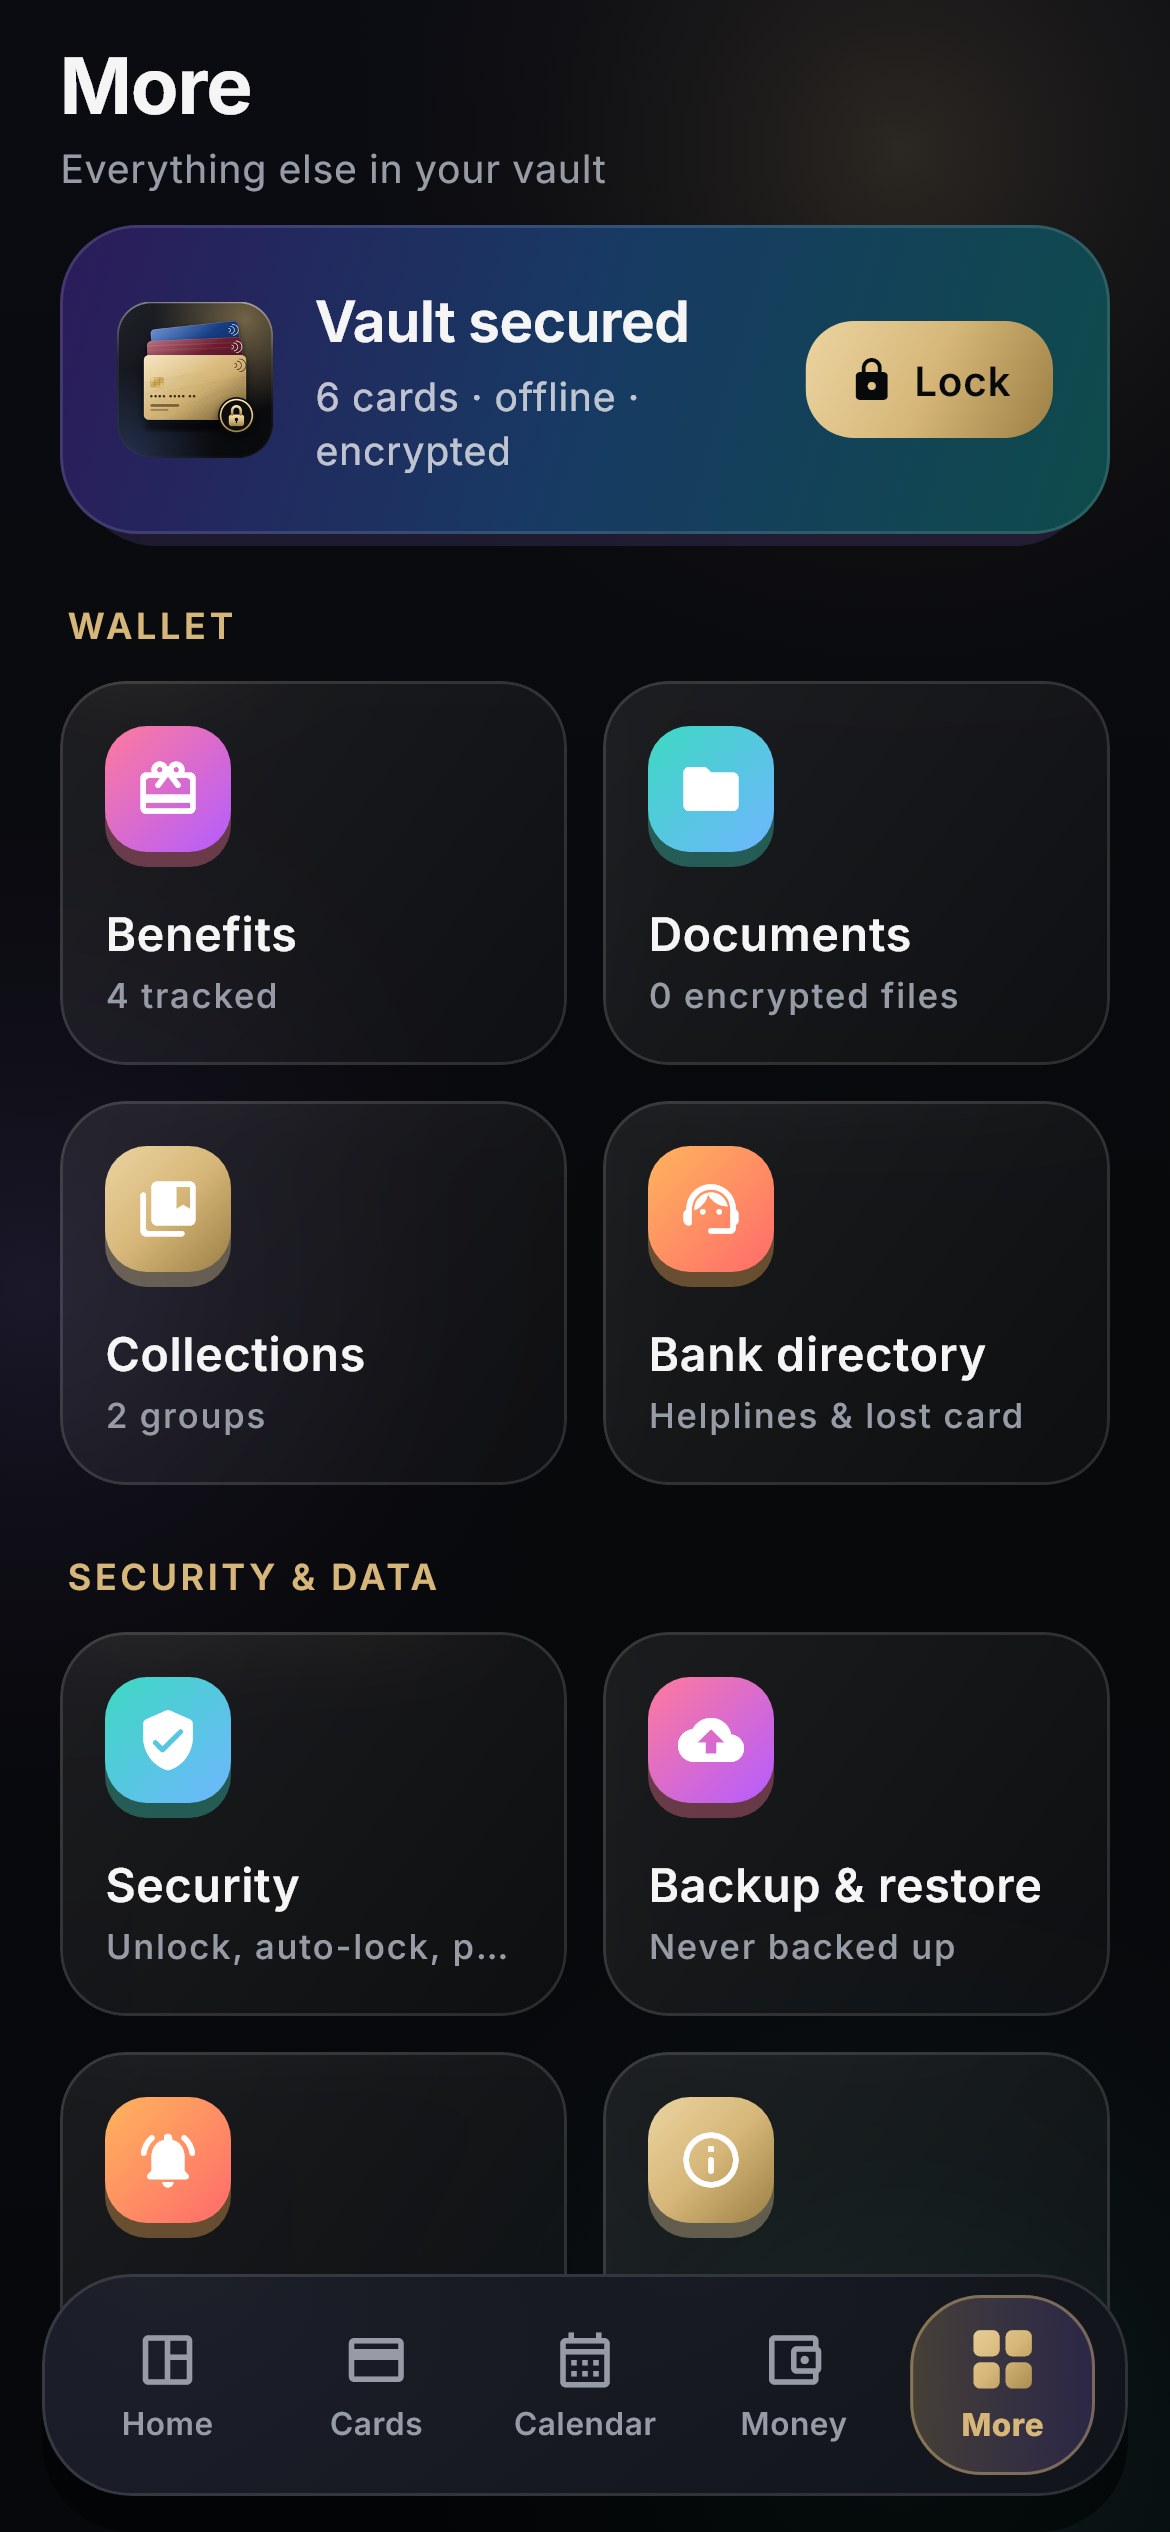 More
Everything else in your vault
Vault secured
6 cards · offline ·
encrypted
Lock
WALLET
Benefits
4 tracked
Documents
0 encrypted files
Collections
2 groups
Bank directory
Helplines & lost card
SECURITY & DATA
Security
Unlock, auto-lock, p...
Backup & restore
Never backed up
Home
Cards
Calendar
Money
More